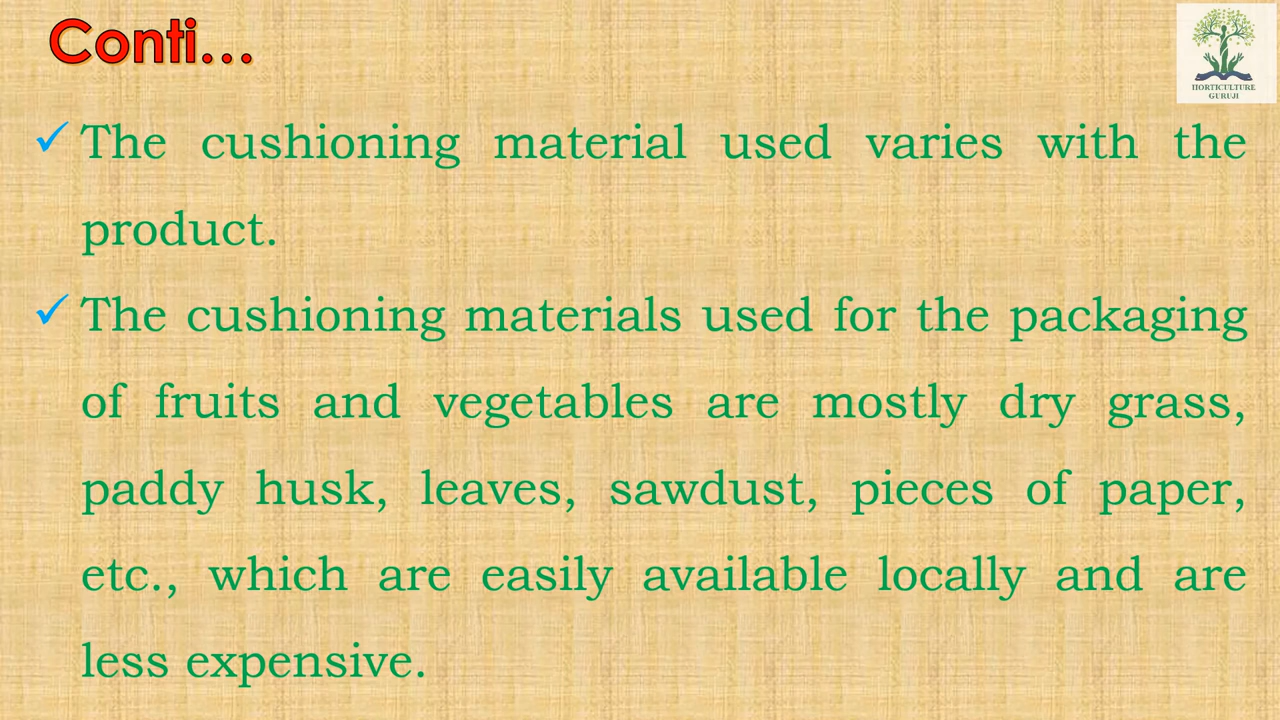 Conti...
HORTICULTURE
GURUJI
✓ The cushioning material used varies with the
product.
✓ The cushioning materials used for the packaging
of fruits and vegetables are mostly dry grass,
paddy husk, leaves, sawdust, pieces of paper,
etc., which are easily available locally and are
less expensive.